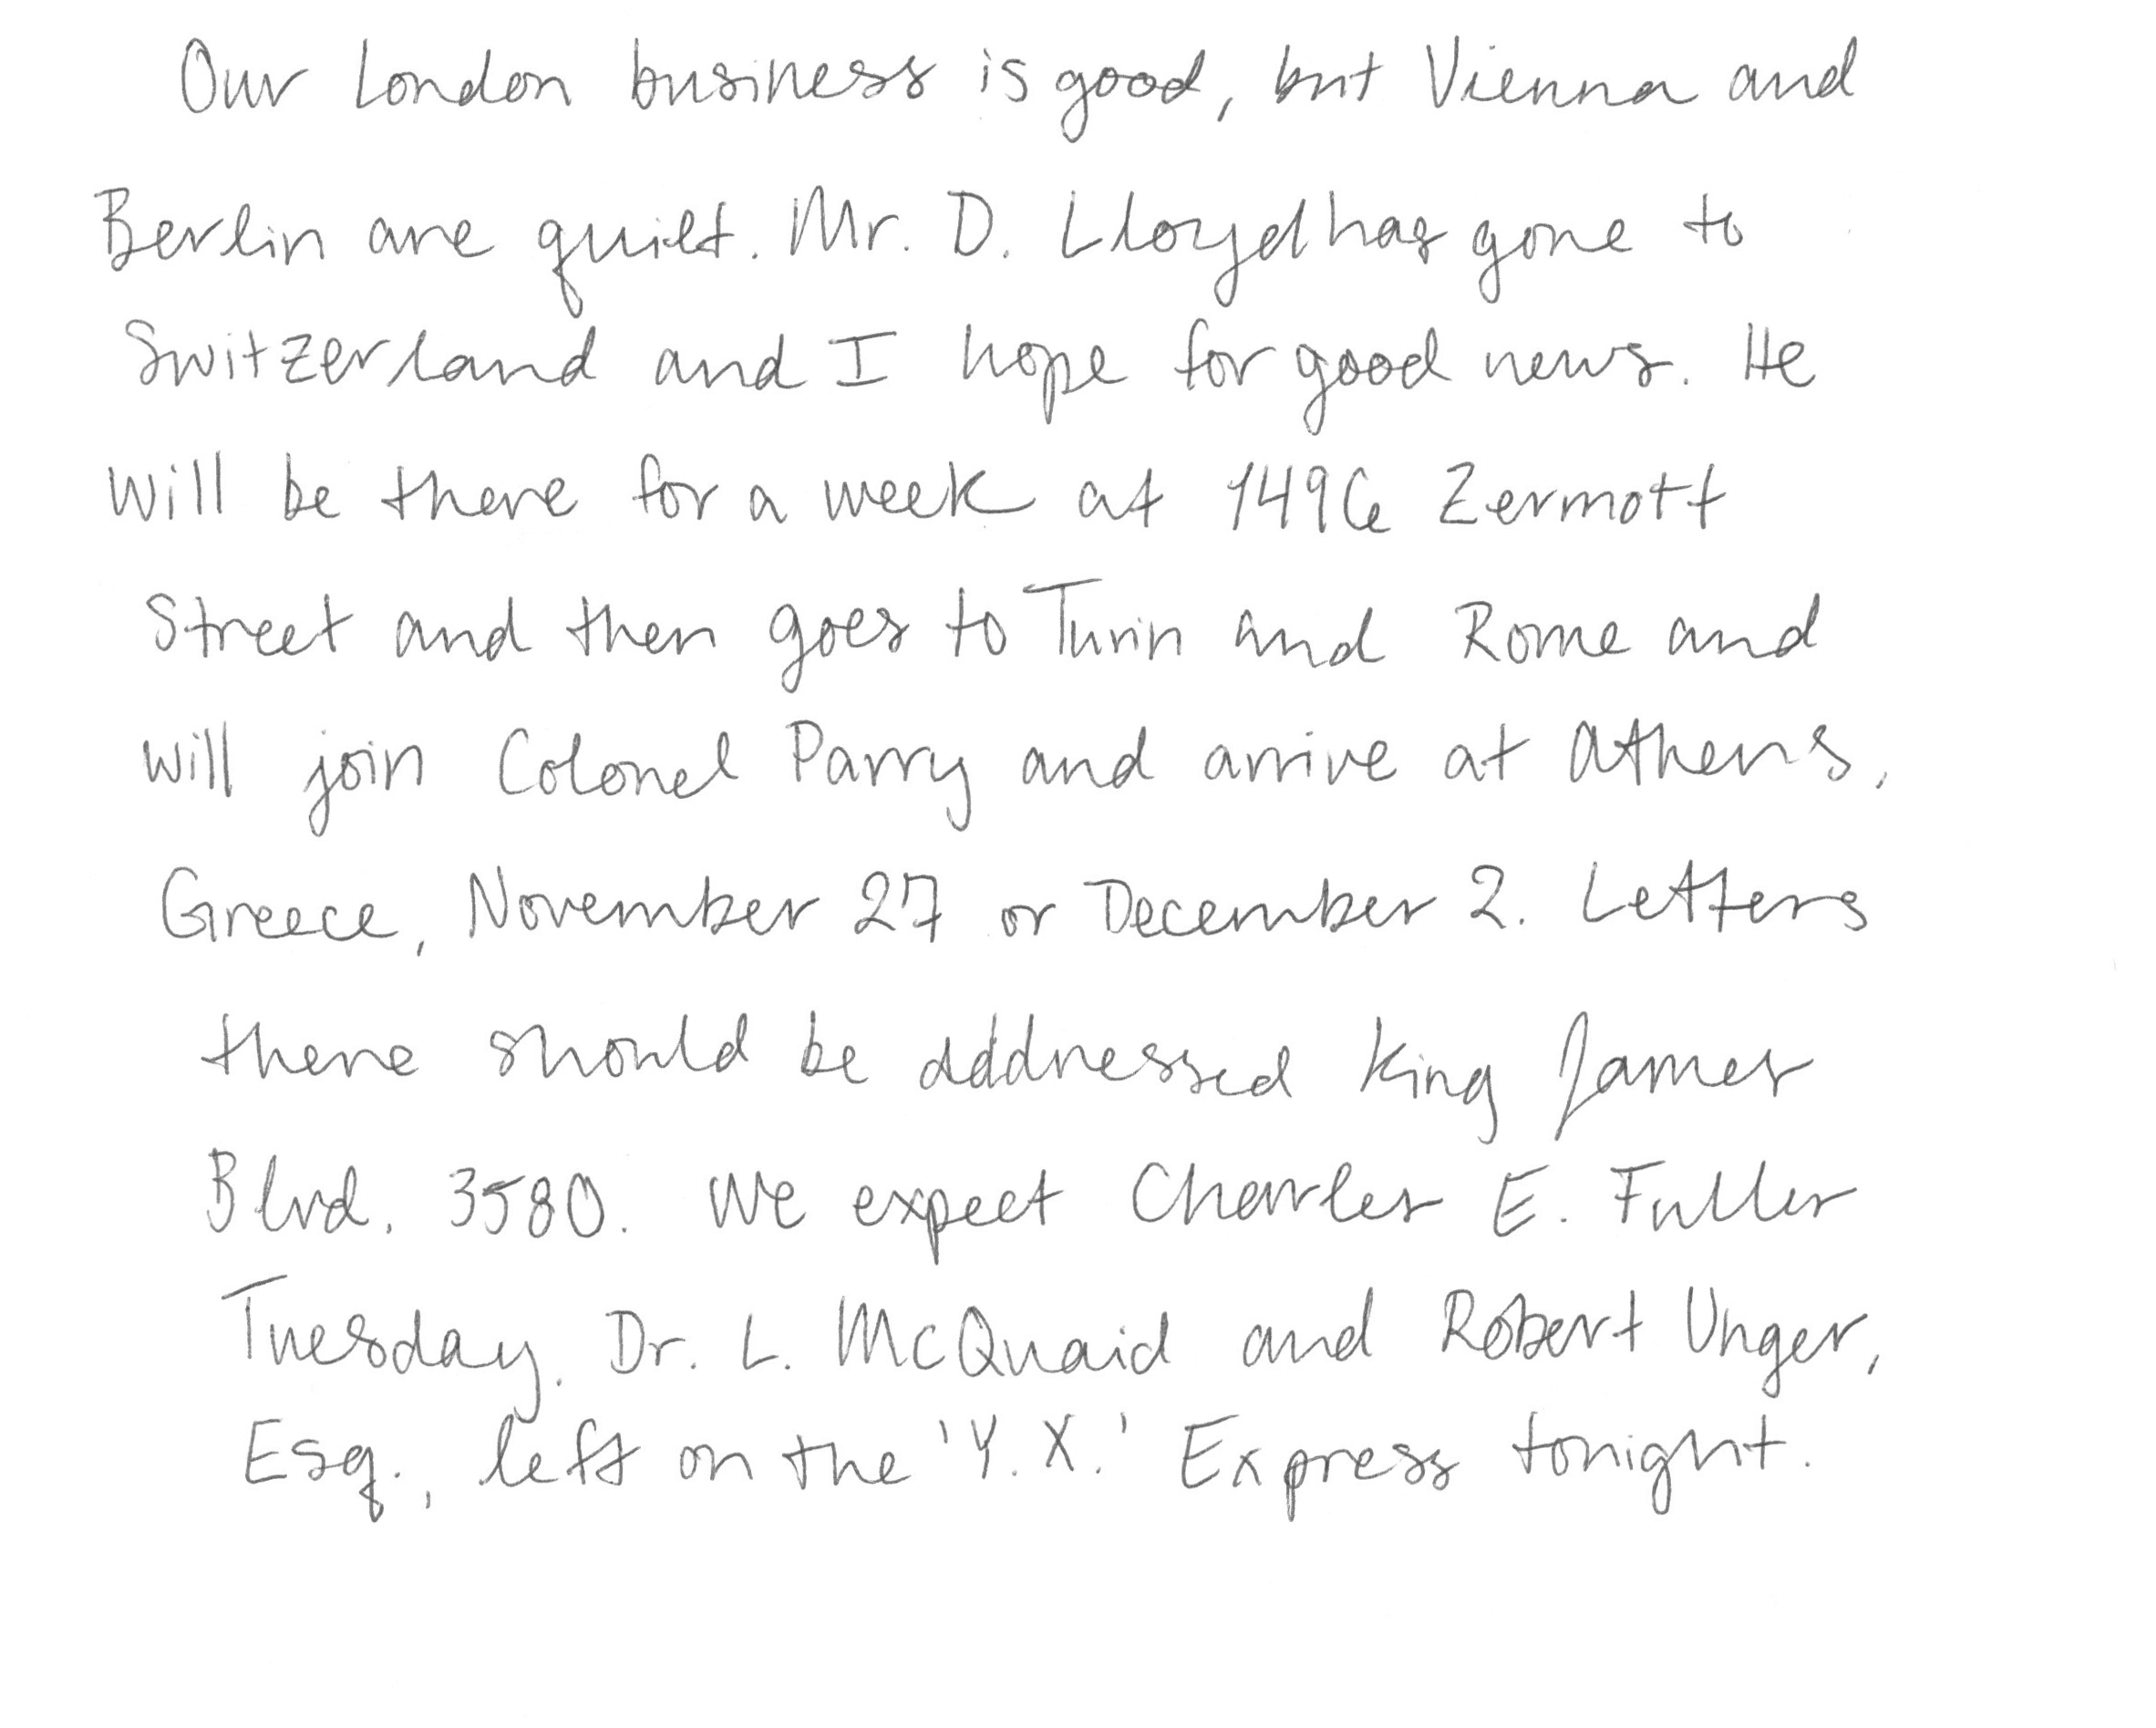 Our London business is good, but Vienna and
Berlin are quiet. Mr. D. Lloyd has gone to
Switzerland and I hope for good news. He
will be there for a week at 1496 Zermott
Street and then goes to Turin and Rome and
will join Colonel Parry and arrive at Athens,
Greece, November 27 or December 2. Letters
there should be addressed King James
Blvd. 3580. We expect Charles E. Fuller
Tuesday. Dr. L. McQuaid and Robert Unger,
Esq., left on the 'Y. X.' Express tonight.